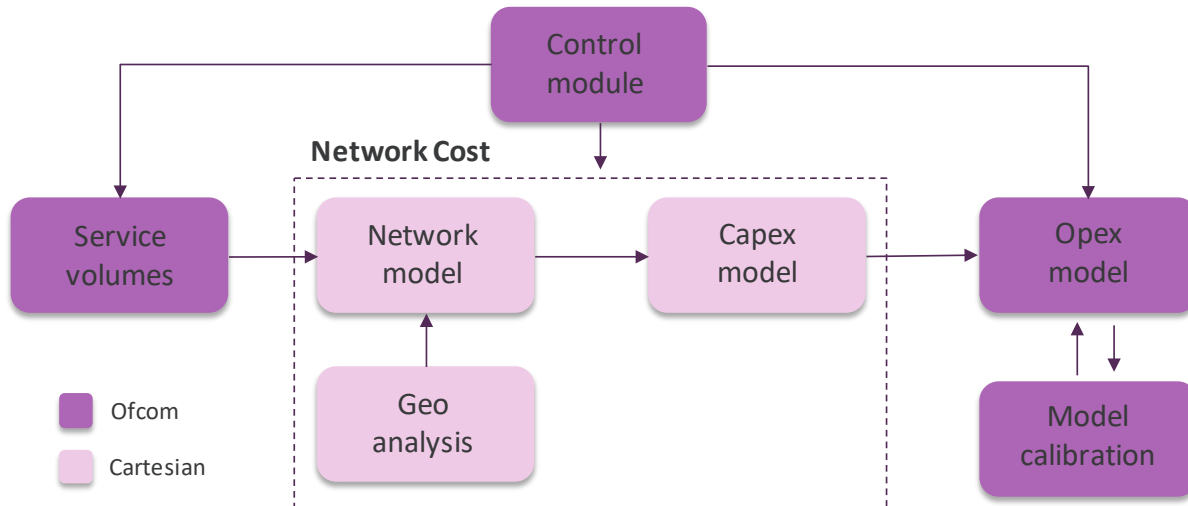 Control
module
Network Cost
Service
volumes
Network
model
Capex
model
Opex
model
Geo
analysis
Model
calibration
Ofcom
Cartesian